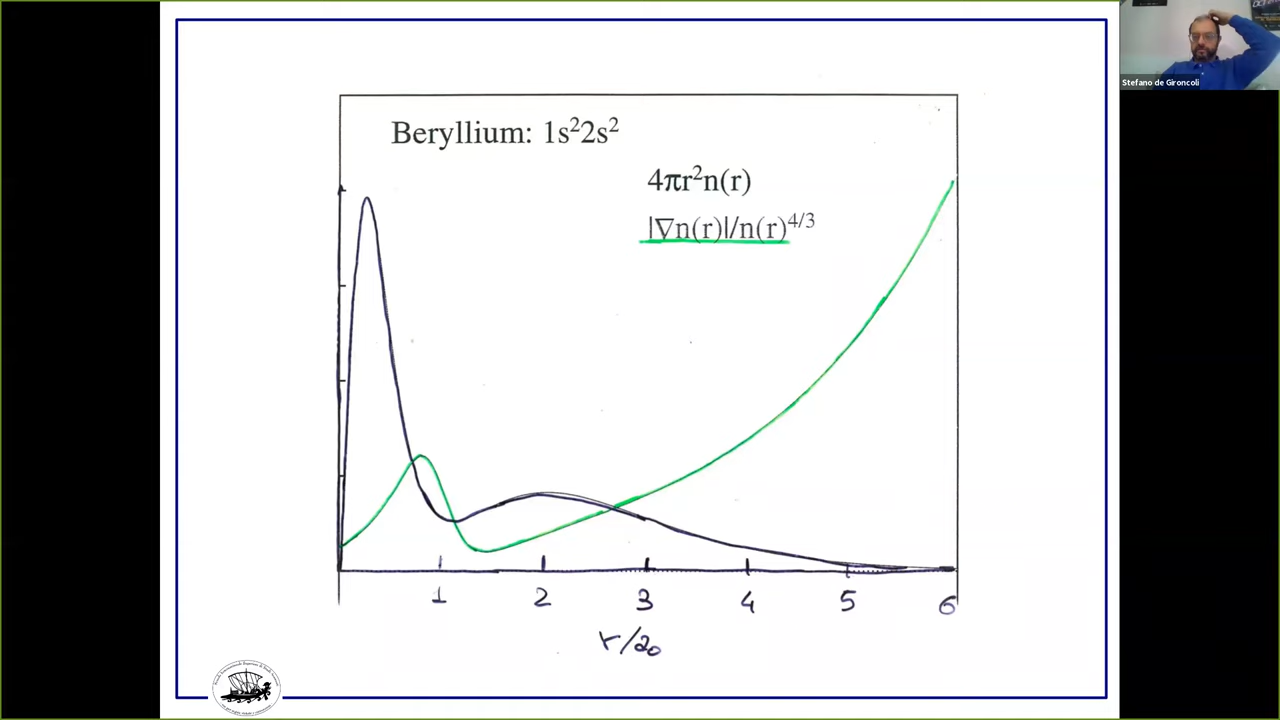 Stefano de Gironcoli
Beryllium: 1s²2s²
4πr²n(r)
|∇n(r)|/n(r)⁴/³
1 2 3 4 5 6
r/a₀